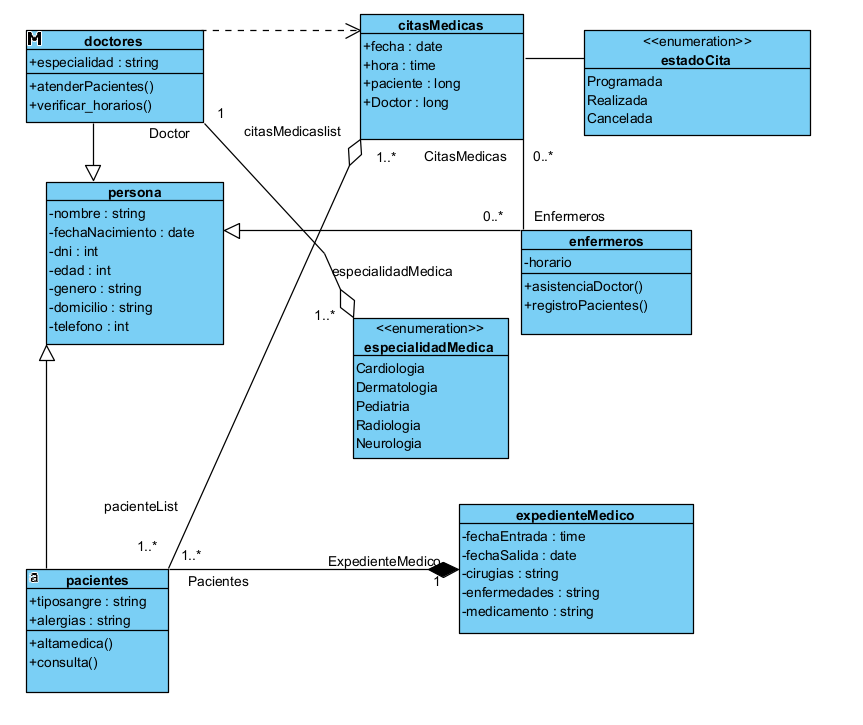 M
doctores
+especialidad : string
+atenderPacientes()
+verificar_horarios()
citasMedicas
+fecha : date
+hora : time
+paciente : long
+Doctor : long
<<enumeration>>
estadoCita
Programada
Realizada
Cancelada
1
Doctor
citasMedicaslist
1..*
CitasMedicas
0..*
persona
-nombre : string
-fechaNacimiento : date
-dni : int
-edad : int
-genero : string
-domicilio : string
-telefono : int
0..*
Enfermeros
enfermeros
-horario
+asistenciaDoctor()
+registroPacientes()
especialidadMedica
1..*
<<enumeration>>
especialidadMedica
Cardiologia
Dermatologia
Pediatria
Radiologia
Neurologia
pacienteList
1..*
1..*
Pacientes
ExpedienteMedico
1
expedienteMedico
-fechaEntrada : time
-fechaSalida : date
-cirugias : string
-enfermedades : string
-medicamento : string
a
pacientes
+tiposangre : string
+alergias : string
+altamedica()
+consulta()